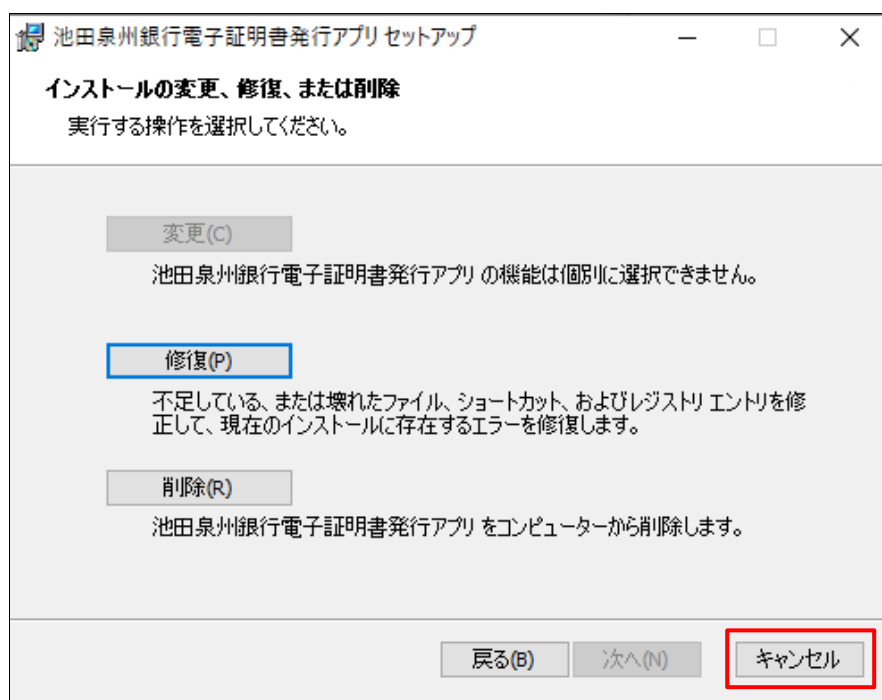 池田泉州銀行電子証明書発行アプリ セットアップ
インストールの変更、修復、または削除
実行する操作を選択してください。
変更(C)
池田泉州銀行電子証明書発行アプリ の機能は個別に選択できません。
修復(P)
不足している、または壊れたファイル、ショートカット、およびレジストリ エントリを修
正して、現在のインストールに存在するエラーを修復します。
削除(R)
池田泉州銀行電子証明書発行アプリ をコンピューターから削除します。
戻る(B)
次へ(N)
キャンセル